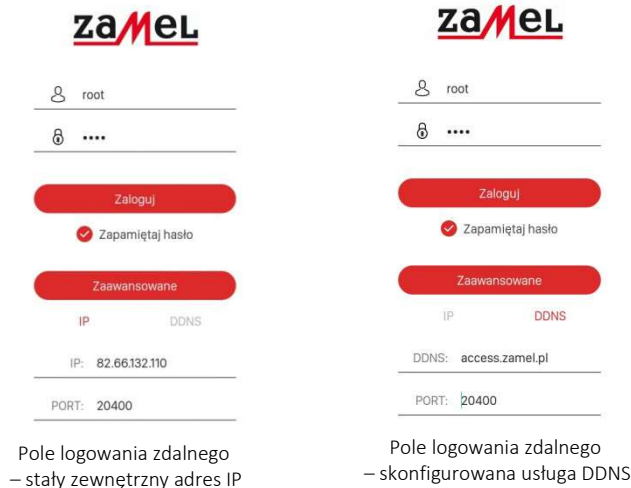 zaMeL
root
••••
Zaloguj
Zapamiętaj hasło
Zaawansowane
IP DDNS
IP: 82.66.132.110
PORT: 20400
Pole logowania zdalnego
– stały zewnętrzny adres IP
zaMeL
root
••••
Zaloguj
Zapamiętaj hasło
Zaawansowane
IP DDNS
DDNS: access.zamel.pl
PORT: 20400
Pole logowania zdalnego
– skonfigurowana usługa DDNS